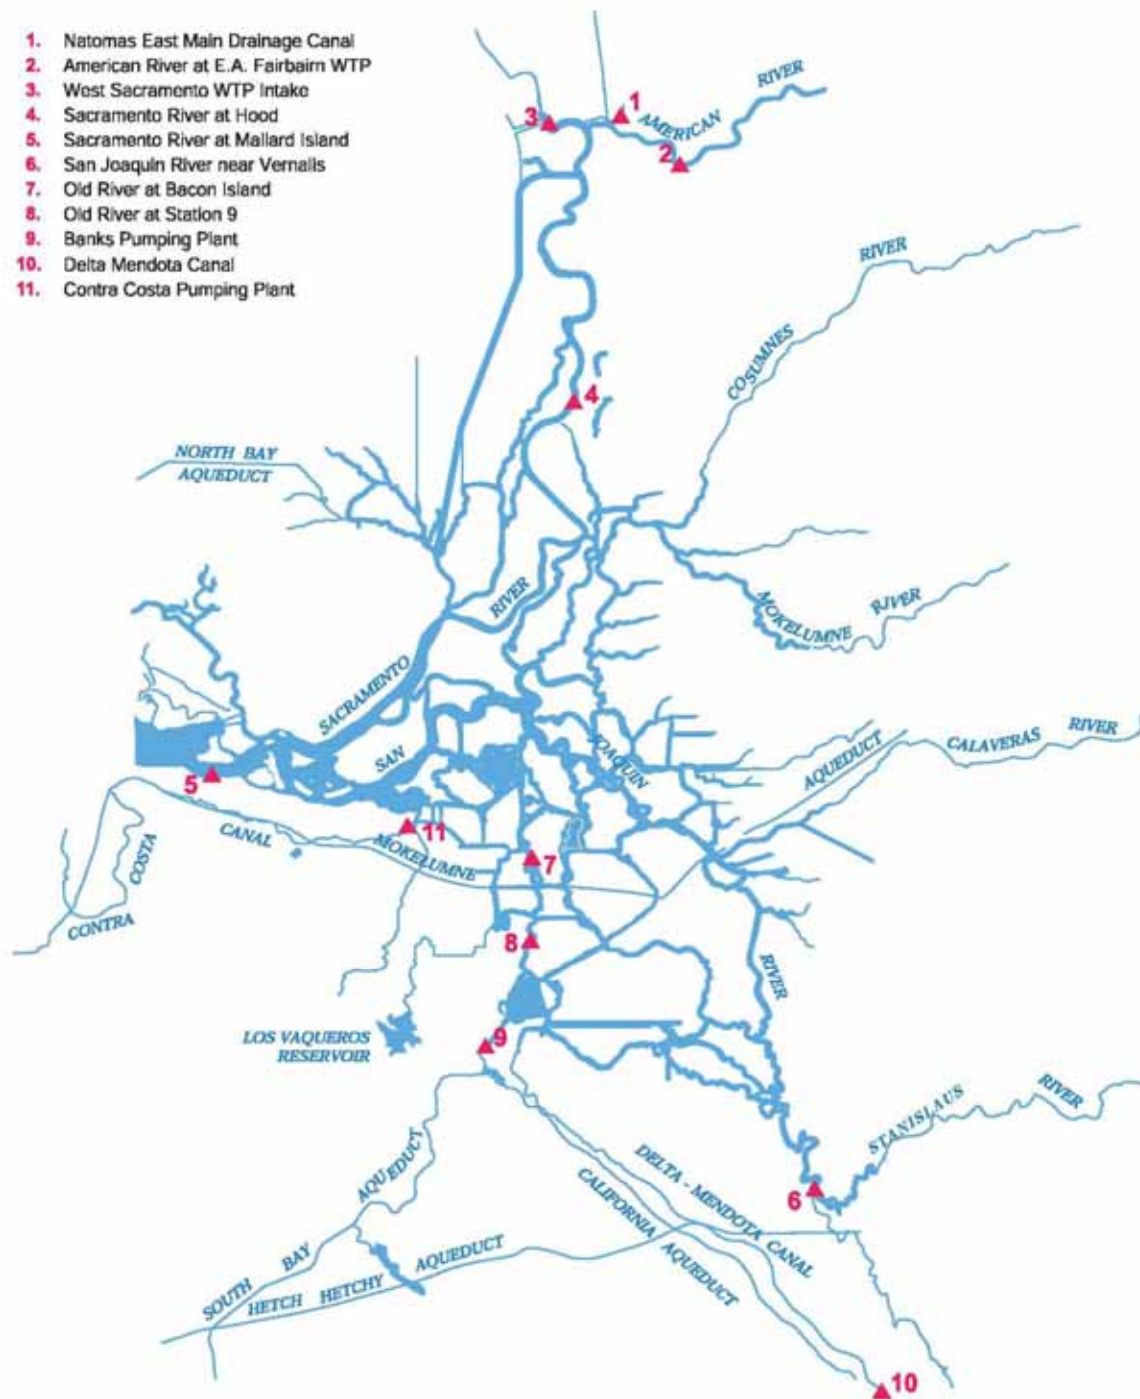 1. Natomas East Main Drainage Canal
2. American River at E.A. Fairbairn WTP
3. West Sacramento WTP Intake
4. Sacramento River at Hood
5. Sacramento River at Mallard Island
6. San Joaquin River near Vernalis
7. Old River at Bacon Island
8. Old River at Station 9
9. Banks Pumping Plant
10. Delta Mendota Canal
11. Contra Costa Pumping Plant
RIVER
AMERICAN
1
3
2
RIVER
COSUMNES
4
NORTH BAY
AQUEDUCT
RIVER
MOKELUMNE
RIVER
SACRAMENTO
SAN
JOAQUIN
AQUEDUCT
CALAVERAS
RIVER
5
CANAL
11
MOKELUMNE
7
COSTA
CONTRA
8
RIVER
LOS VAQUEROS
RESERVOIR
9
STANISLAUS
RIVER
AQUEDUCT
DELTA - MENDOTA CANAL
CALIFORNIA AQUEDUCT
6
SOUTH BAY
HETCH HETCHY
AQUEDUCT
10